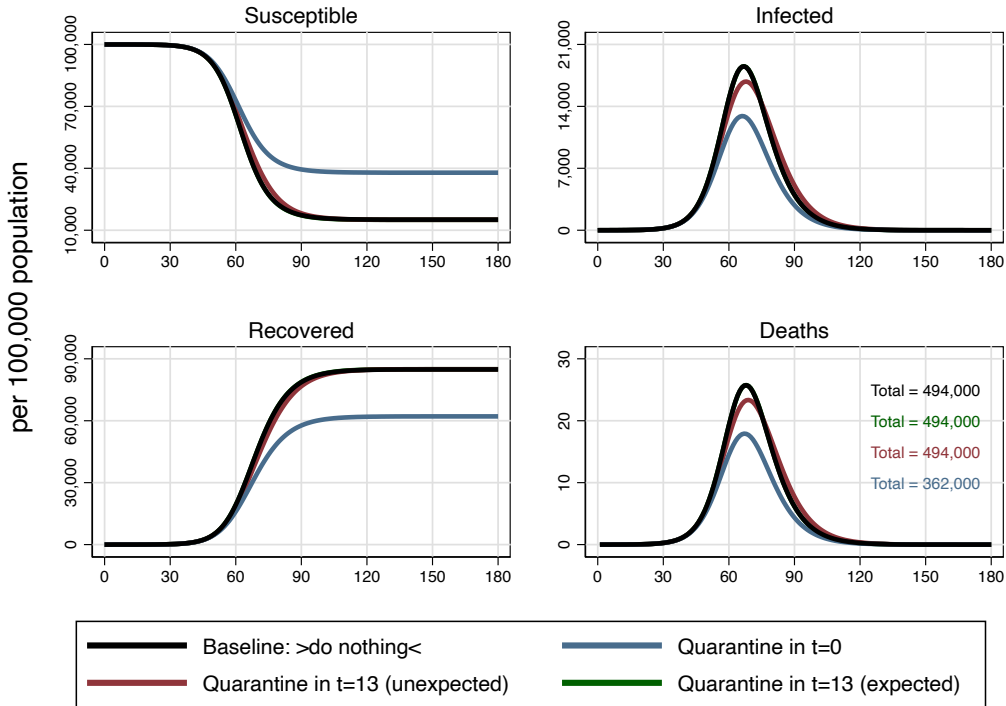 Susceptible
100,000
70,000
40,000
10,000
0 30 60 90 120 150 180
Infected
21,000
14,000
7,000
0
0 30 60 90 120 150 180
per 100,000 population
Recovered
90,000
60,000
30,000
0
0 30 60 90 120 150 180
Deaths
30
20
10
0
Total = 494,000
Total = 494,000
Total = 494,000
Total = 362,000
0 30 60 90 120 150 180
Baseline: >do nothing<
Quarantine in t=0
Quarantine in t=13 (unexpected)
Quarantine in t=13 (expected)